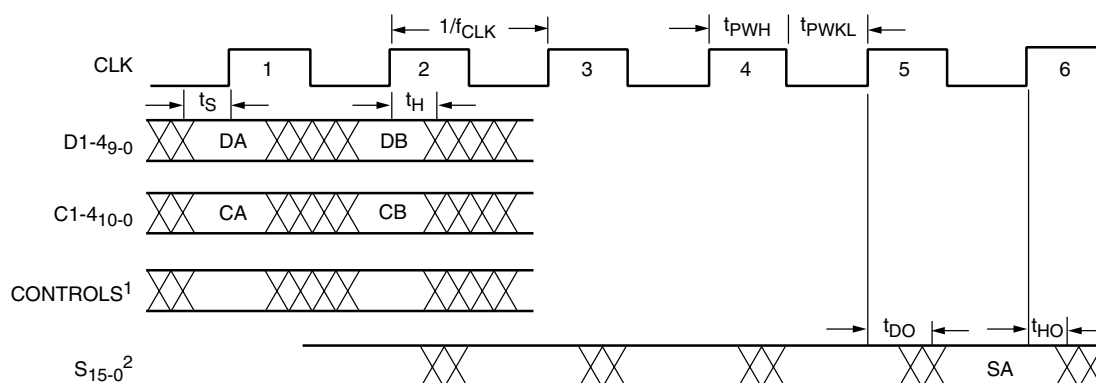 1/fCLK tPWH tPWKL
CLK 1 2 3 4 5 6
tS tH
D1-49-0 DA DB
C1-410-0 CA CB
CONTROLS1
tDO tHO
S15-02 SA